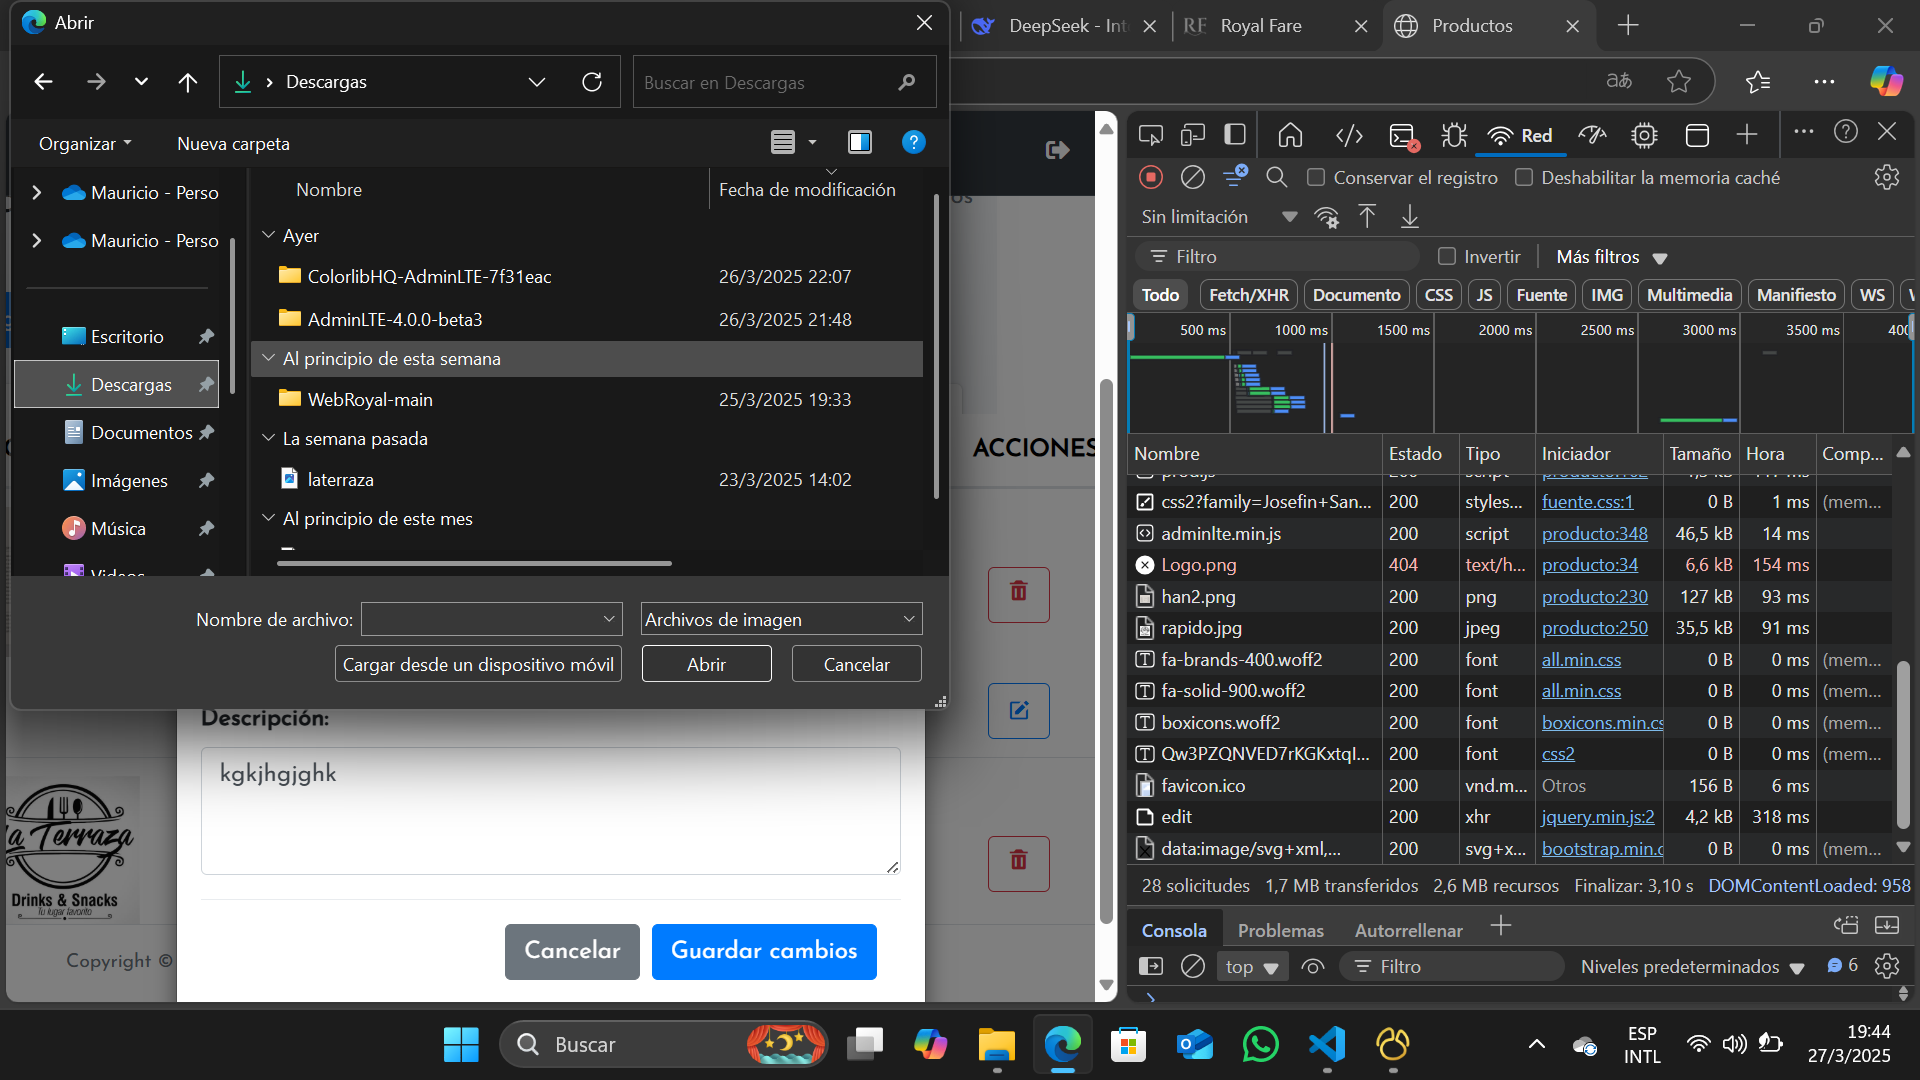 Abrir
DeepSeek - Int
Royal Fare
Productos
Descargas
Buscar en Descargas
Organizar
Nueva carpeta
Mauricio - Perso
Mauricio - Perso
Escritorio
Descargas
Documentos
Imágenes
Música
Videos
Nombre
Fecha de modificación
Ayer
ColorlibHQ-AdminLTE-7f31eac 26/3/2025 22:07
AdminLTE-4.0.0-beta3 26/3/2025 21:48
Al principio de esta semana
WebRoyal-main 25/3/2025 19:33
La semana pasada
laterraza 23/3/2025 14:02
Al principio de este mes
Nombre de archivo:
Archivos de imagen
Cargar desde un dispositivo móvil
Abrir
Cancelar
ACCIONES
Descripción:
kgkjhgjghk
Cancelar
Guardar cambios
La Terraza
Drinks & Snacks
Tu lugar favorito
Copyright ©
Red
Conservar el registro
Deshabilitar la memoria caché
Sin limitación
Filtro
Invertir
Más filtros
Todo Fetch/XHR Documento CSS JS Fuente IMG Multimedia Manifiesto WS
500 ms 1000 ms 1500 ms 2000 ms 2500 ms 3000 ms 3500 ms 400
Nombre Estado Tipo Iniciador Tamaño Hora Comp...
css2?family=Josefin+San... 200 styles... fuente.css:1 0 B 1 ms (mem...
adminlte.min.js 200 script producto:348 46,5 kB 14 ms
Logo.png 404 text/h... producto:34 6,6 kB 154 ms
han2.png 200 png producto:230 127 kB 93 ms
rapido.jpg 200 jpeg producto:250 35,5 kB 91 ms
fa-brands-400.woff2 200 font all.min.css 0 B 0 ms (mem...
fa-solid-900.woff2 200 font all.min.css 0 B 0 ms (mem...
boxicons.woff2 200 font boxicons.min.cs 0 B 0 ms (mem...
Qw3PZQNVED7rKGKxtqI... 200 font css2 0 B 0 ms (mem...
favicon.ico 200 vnd.m... Otros 156 B 6 ms
edit 200 xhr jquery.min.js:2 4,2 kB 318 ms
data:image/svg+xml,... 200 svg+x... bootstrap.min.c 0 B 0 ms (mem...
28 solicitudes 1,7 MB transferidos 2,6 MB recursos Finalizar: 3,10 s DOMContentLoaded: 958
Consola
Problemas
Autorrellenar
top
Filtro
Niveles predeterminados
6
Buscar
ESP
INTL
19:44
27/3/2025